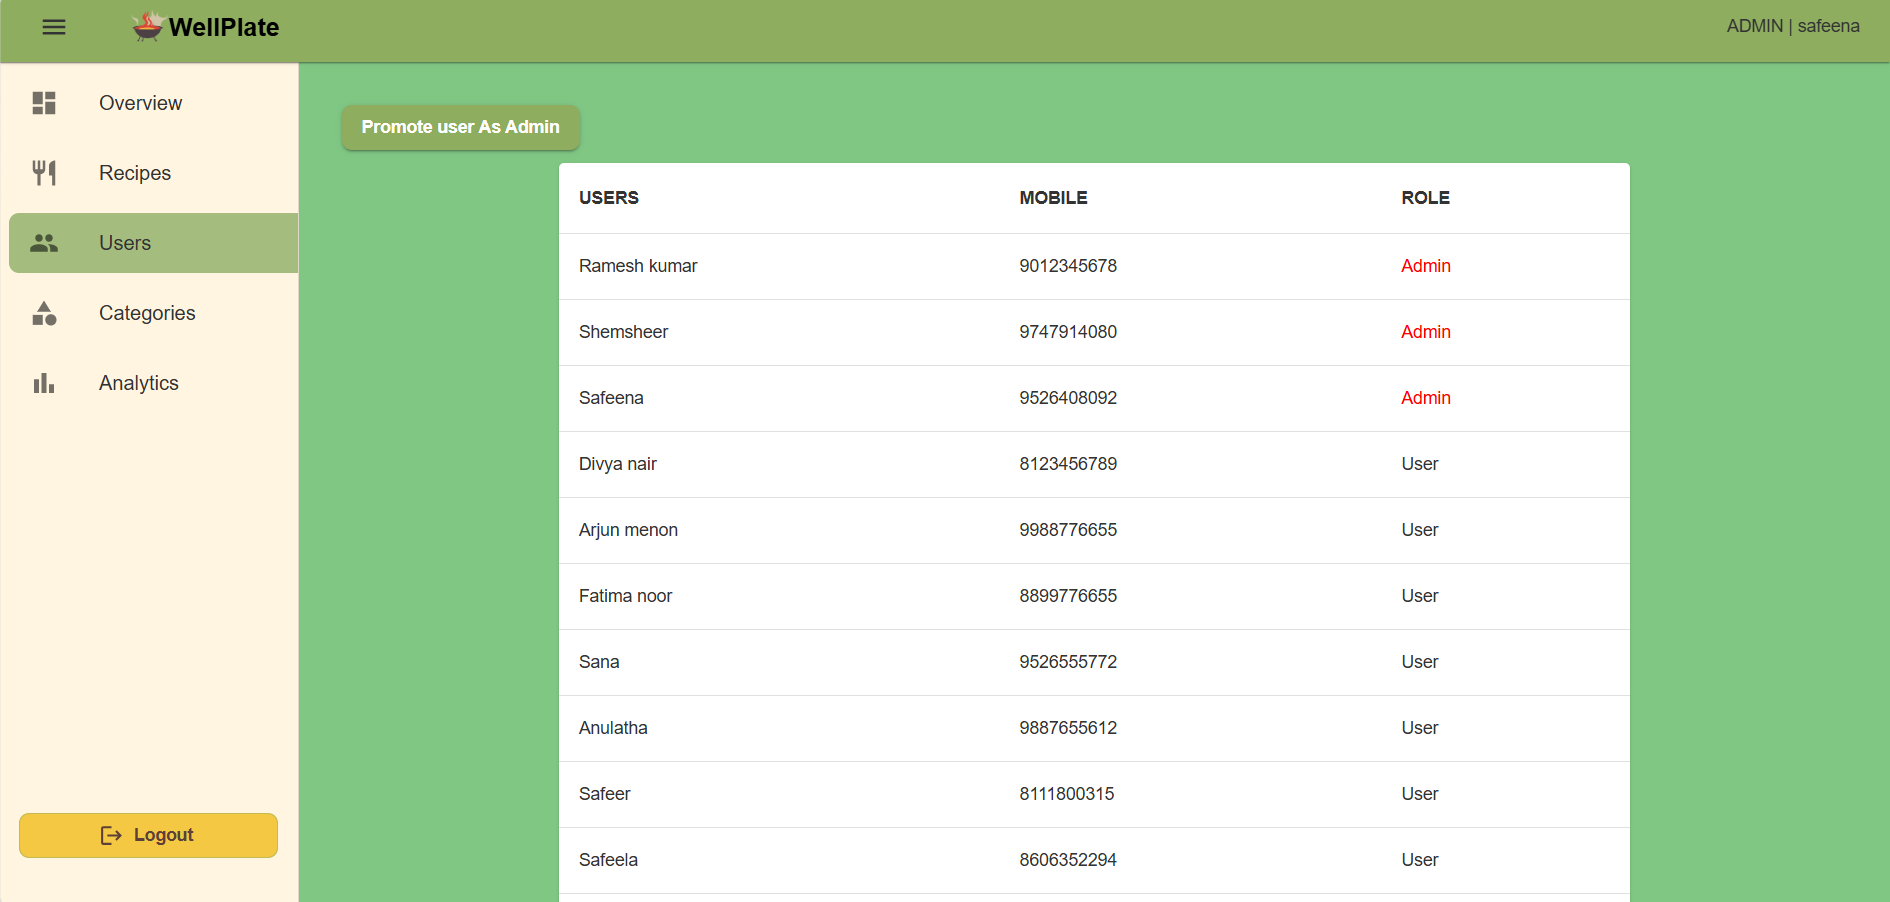 WellPlate
ADMIN | safeena
Overview
Recipes
Users
Categories
Analytics
Logout
Promote user As Admin
USERS MOBILE ROLE
Ramesh kumar 9012345678 Admin
Shemsheer 9747914080 Admin
Safeena 9526408092 Admin
Divya nair 8123456789 User
Arjun menon 9988776655 User
Fatima noor 8899776655 User
Sana 9526555772 User
Anulatha 9887655612 User
Safeer 8111800315 User
Safeela 8606352294 User